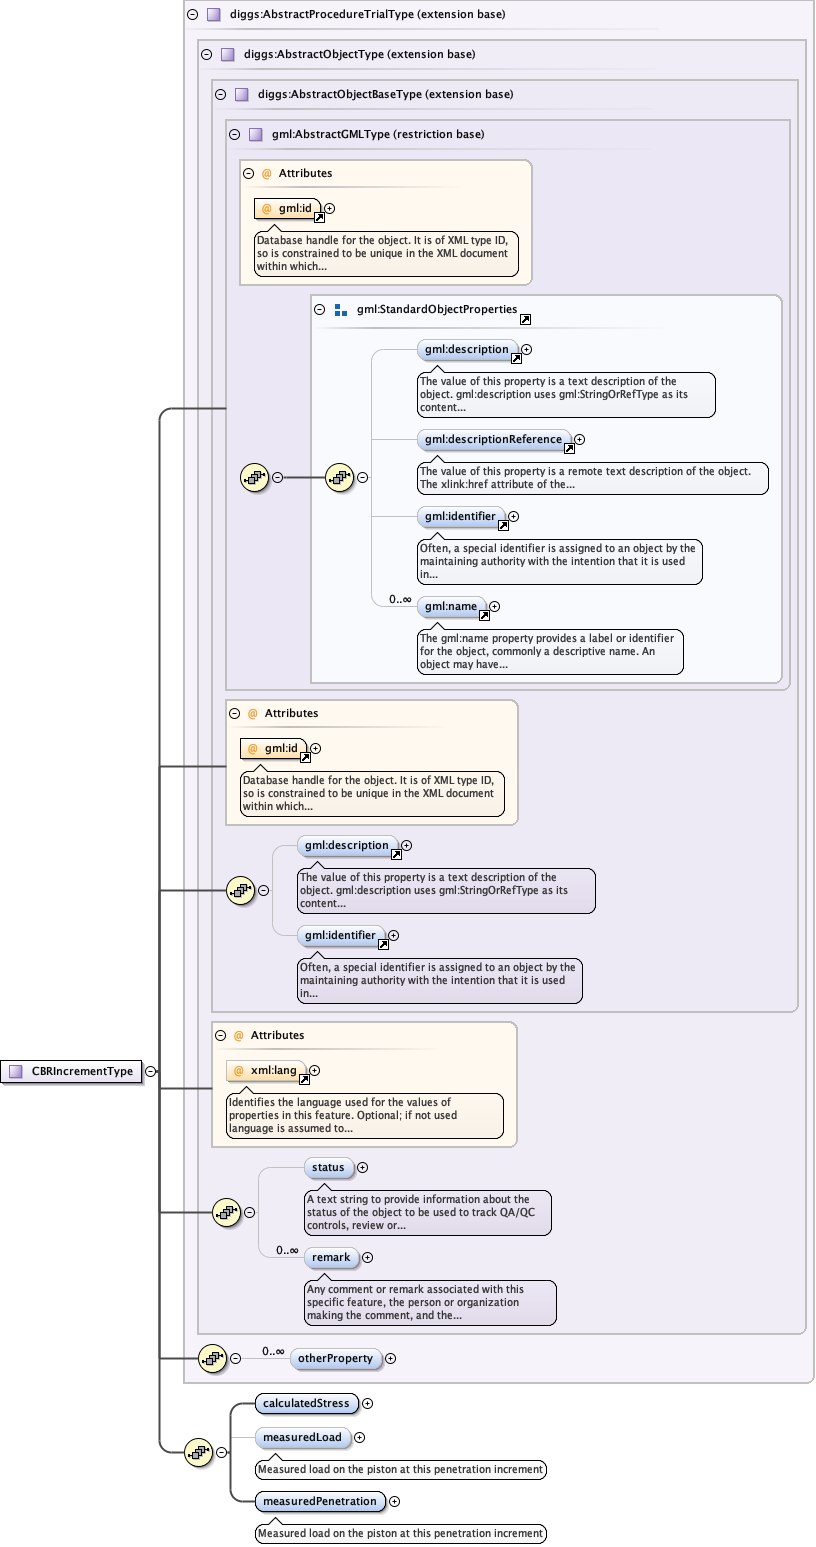 diggs:AbstractProcedureTrialType (extension base)
diggs:AbstractObjectType (extension base)
diggs:AbstractObjectBaseType (extension base)
gml:AbstractGMLType (restriction base)
@ Attributes
@ gml:id
Database handle for the object. It is of XML type ID,
so is constrained to be unique in the XML document
within which...
gml:StandardObjectProperties
gml:description
The value of this property is a text description of the
object. gml:description uses gml:StringOrRefType as its
content...
gml:descriptionReference
The value of this property is a remote text description of the object.
The xlink:href attribute of the...
gml:identifier
Often, a special identifier is assigned to an object by the
maintaining authority with the intention that it is used
in...
0..∞
gml:name
The gml:name property provides a label or identifier
for the object, commonly a descriptive name. An
object may have...
@ Attributes
@ gml:id
Database handle for the object. It is of XML type ID,
so is constrained to be unique in the XML document
within which...
gml:description
The value of this property is a text description of the
object. gml:description uses gml:StringOrRefType as its
content...
gml:identifier
Often, a special identifier is assigned to an object by the
maintaining authority with the intention that it is used
in...
@ Attributes
CBRIncrementType
@ xml:lang
Identifies the language used for the values of
properties in this feature. Optional; if not used
language is assumed to...
status
A text string to provide information about the
status of the object to be used to track QA/QC
controls, review or...
0..∞
remark
Any comment or remark associated with this
specific feature, the person or organization
making the comment, and the...
0..∞
otherProperty
calculatedStress
measuredLoad
Measured load on the piston at this penetration increment
measuredPenetration
Measured load on the piston at this penetration increment